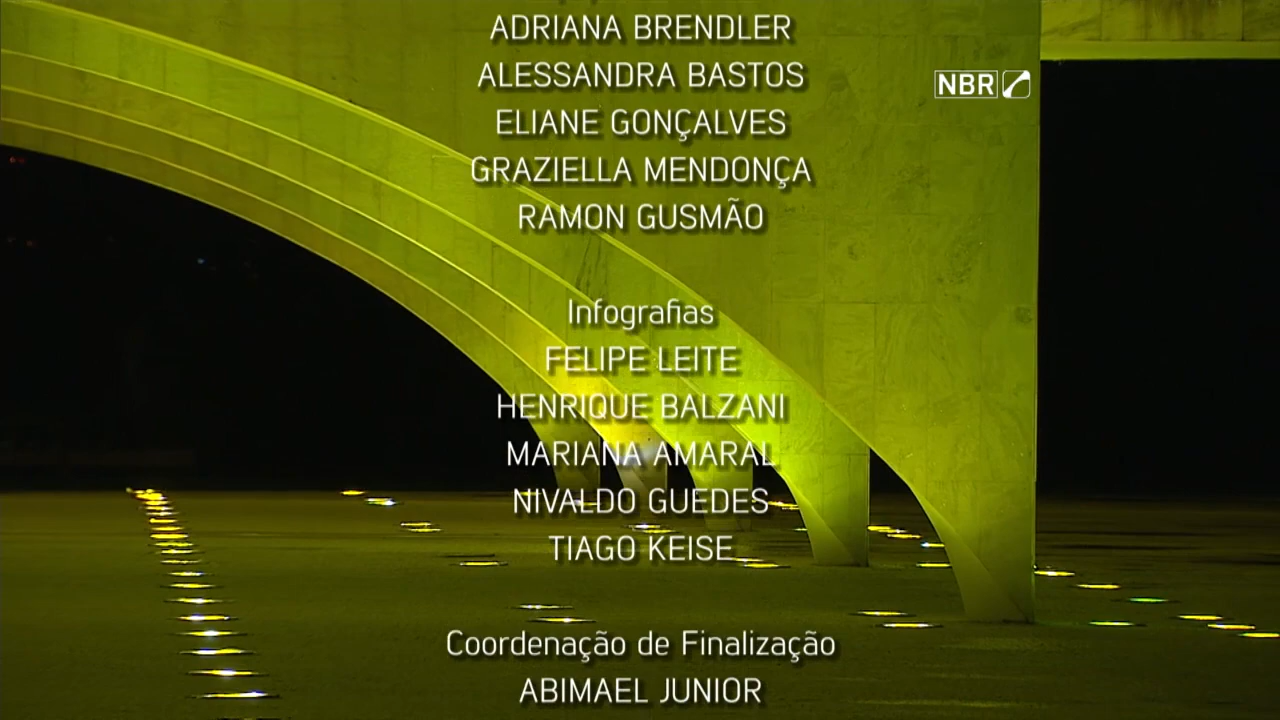 ADRIANA BRENDLER
ALESSANDRA BASTOS
NBR
ELIANE GONÇALVES
GRAZIELLA MENDONÇA
RAMON GUSMÃO
Infografias
FELIPE LEITE
HENRIQUE BALZANI
MARIANA AMARAL
NIVALDO GUEDES
TIAGO KEISE
Coordenação de Finalização
ABIMAEL JUNIOR